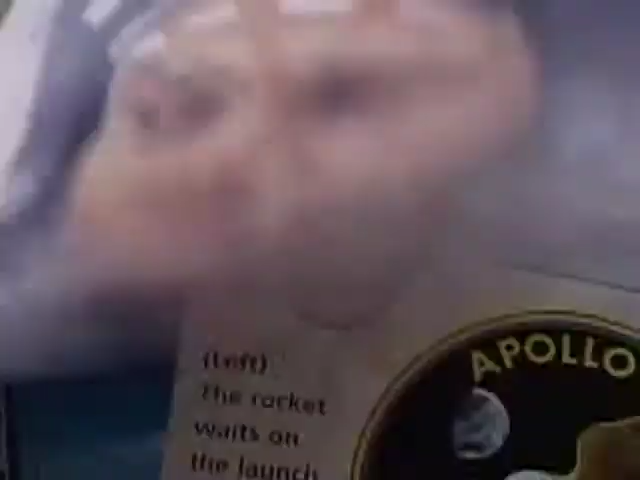 (Left)
The rocket
waits on
the launch
APOLLO